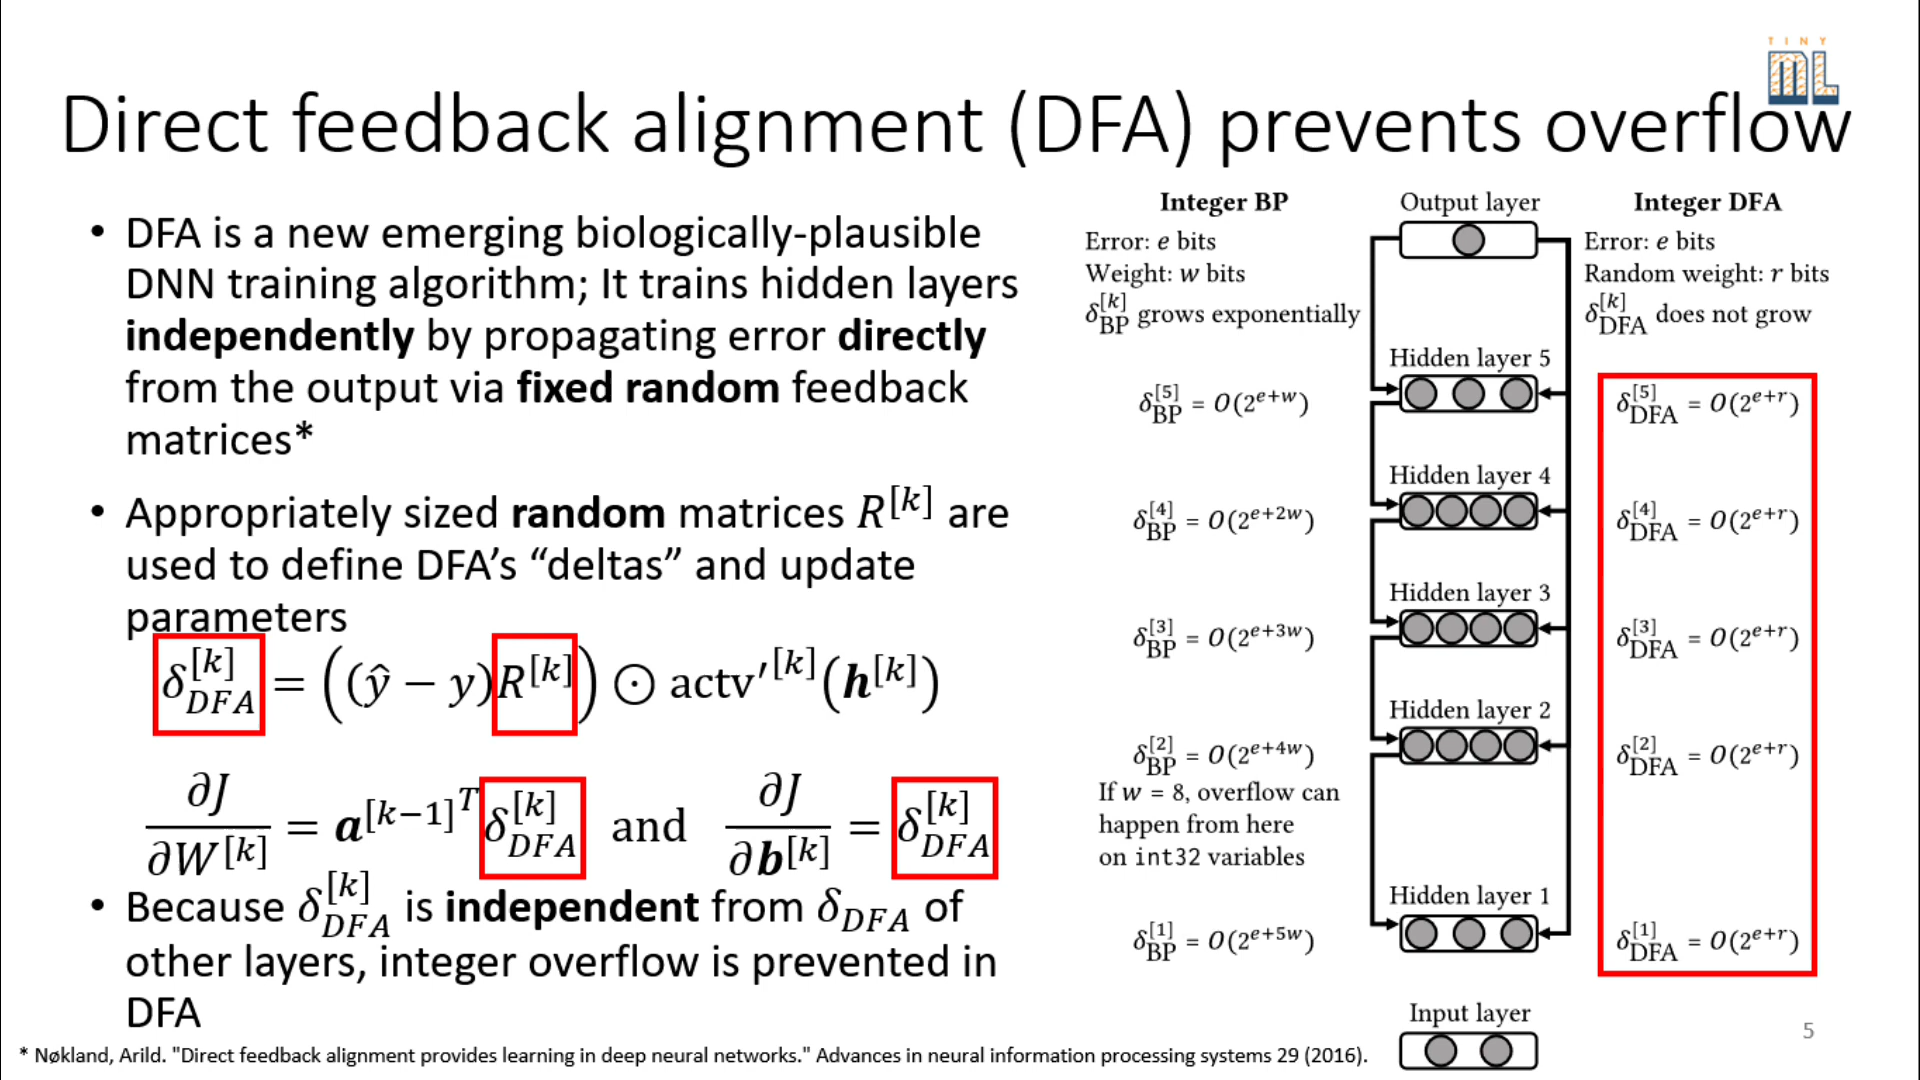 TINY
ML
Direct feedback alignment (DFA) prevents overflow
• DFA is a new emerging biologically-plausible
DNN training algorithm; It trains hidden layers
independently by propagating error directly
from the output via fixed random feedback
matrices*
• Appropriately sized random matrices R^[k] are
used to define DFA’s “deltas” and update
parameters
δ_DFA^[k] = ((ŷ − y)R^[k]) ⊙ actv′^[k](h^[k])
∂J/∂W^[k] = a^[k−1]^T δ_DFA^[k] and ∂J/∂b^[k] = δ_DFA^[k]
• Because δ_DFA^[k] is independent from δ_DFA of
other layers, integer overflow is prevented in
DFA
* Nøkland, Arild. "Direct feedback alignment provides learning in deep neural networks." Advances in neural information processing systems 29 (2016).
Integer BP
Error: e bits
Weight: w bits
δ_BP^[k] grows exponentially
δ_BP^[5] = O(2^e+w)
δ_BP^[4] = O(2^e+2w)
δ_BP^[3] = O(2^e+3w)
δ_BP^[2] = O(2^e+4w)
If w = 8, overflow can
happen from here
on int32 variables
δ_BP^[1] = O(2^e+5w)
Output layer
Hidden layer 5
Hidden layer 4
Hidden layer 3
Hidden layer 2
Hidden layer 1
Input layer
Integer DFA
Error: e bits
Random weight: r bits
δ_DFA^[k] does not grow
δ_DFA^[5] = O(2^e+r)
δ_DFA^[4] = O(2^e+r)
δ_DFA^[3] = O(2^e+r)
δ_DFA^[2] = O(2^e+r)
δ_DFA^[1] = O(2^e+r)
5